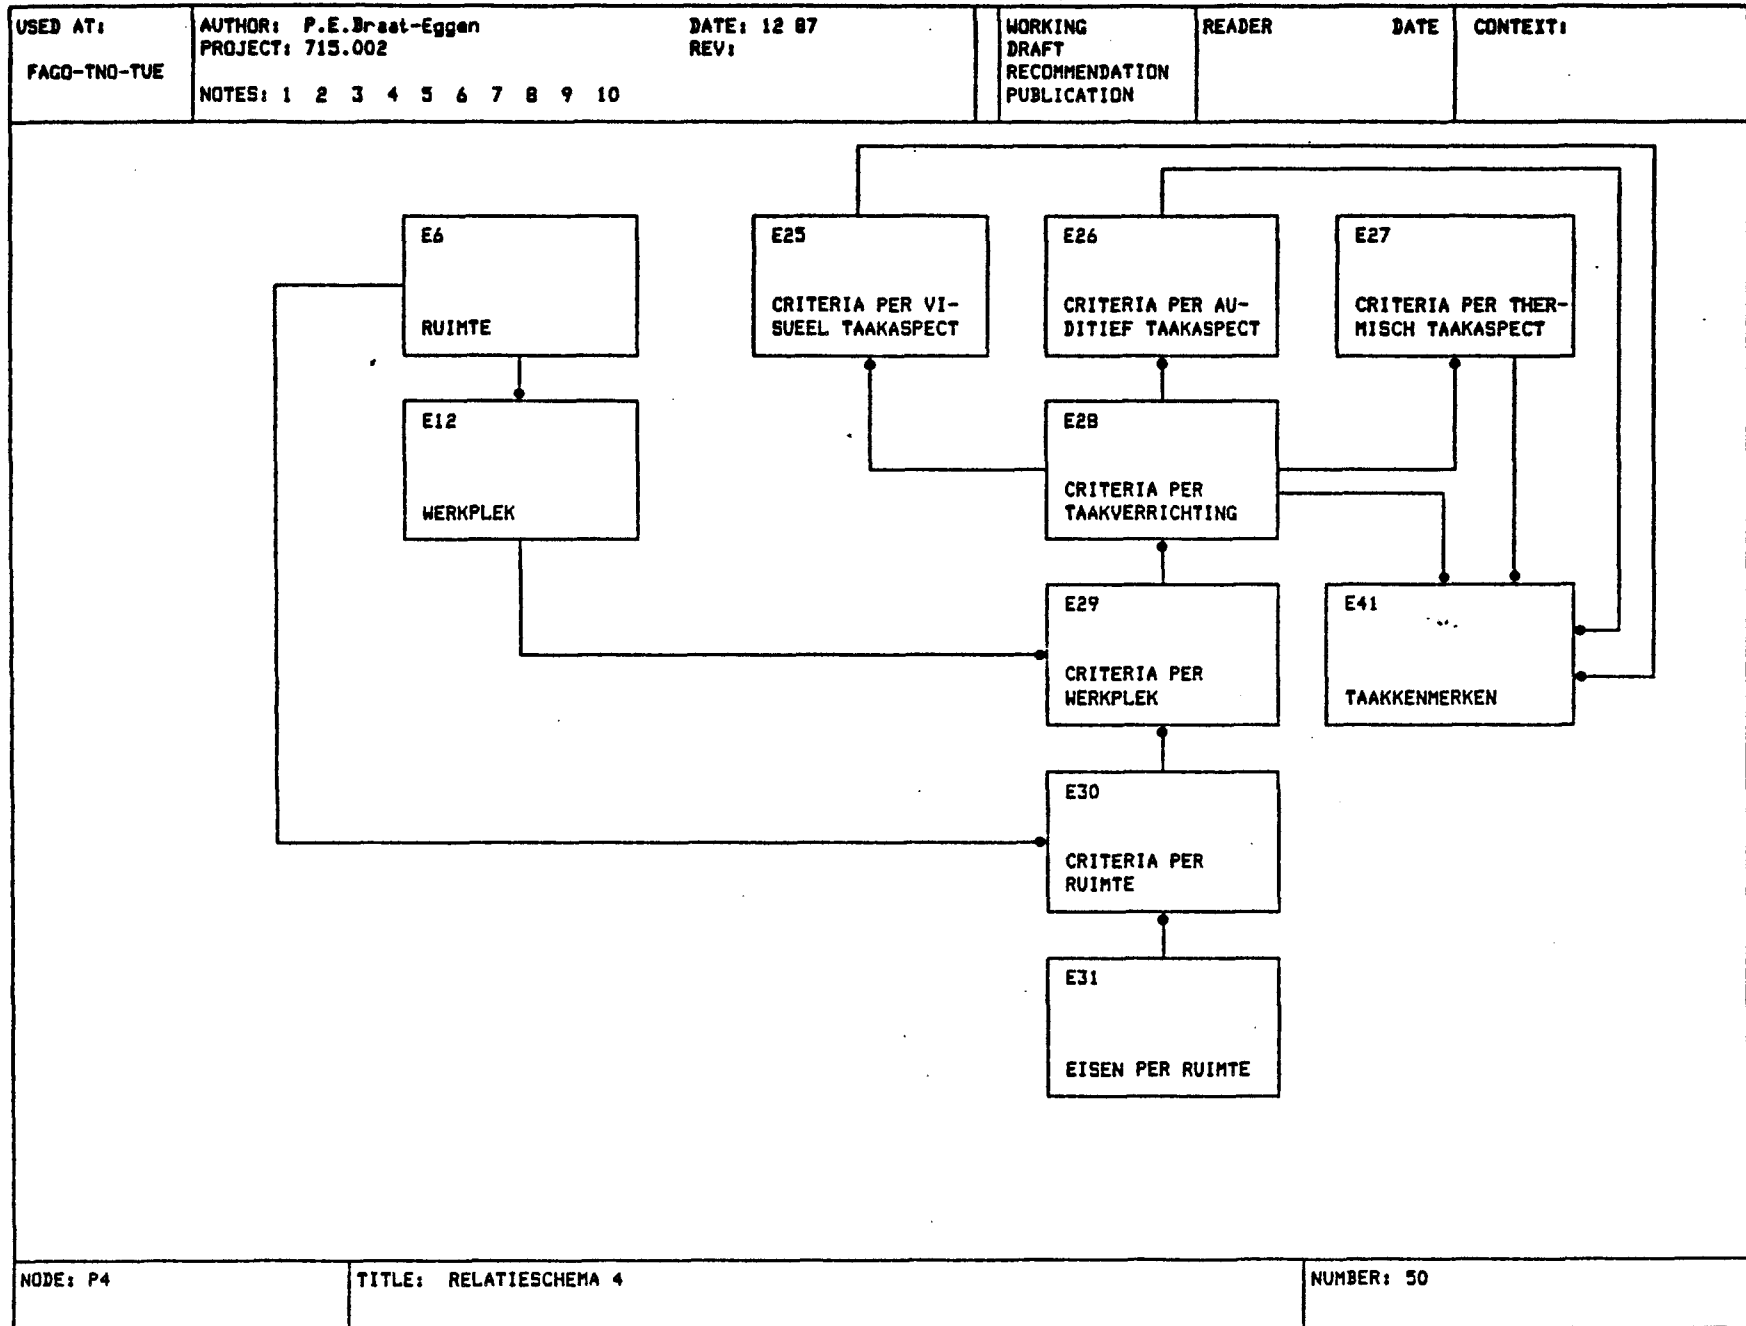 USED AT:
FAGO-TNO-TUE
AUTHOR: P.E.Braat-Eggen DATE: 12 87
PROJECT: 715.002 REV:
NOTES: 1 2 3 4 5 6 7 8 9 10
WORKING
DRAFT
RECOMMENDATION
PUBLICATION
READER DATE
CONTEXT:
E6
RUIMTE
E25
CRITERIA PER VI-
SUEEL TAAKASPECT
E26
CRITERIA PER AU-
DITIEF TAAKASPECT
E27
CRITERIA PER THER-
MISCH TAAKASPECT
E12
WERKPLEK
E28
CRITERIA PER
TAAKVERRICHTING
E29
CRITERIA PER
WERKPLEK
E41
TAAKKENMERKEN
E30
CRITERIA PER
RUIMTE
E31
EISEN PER RUIMTE
NODE: P4
TITLE: RELATIESCHEMA 4
NUMBER: 50